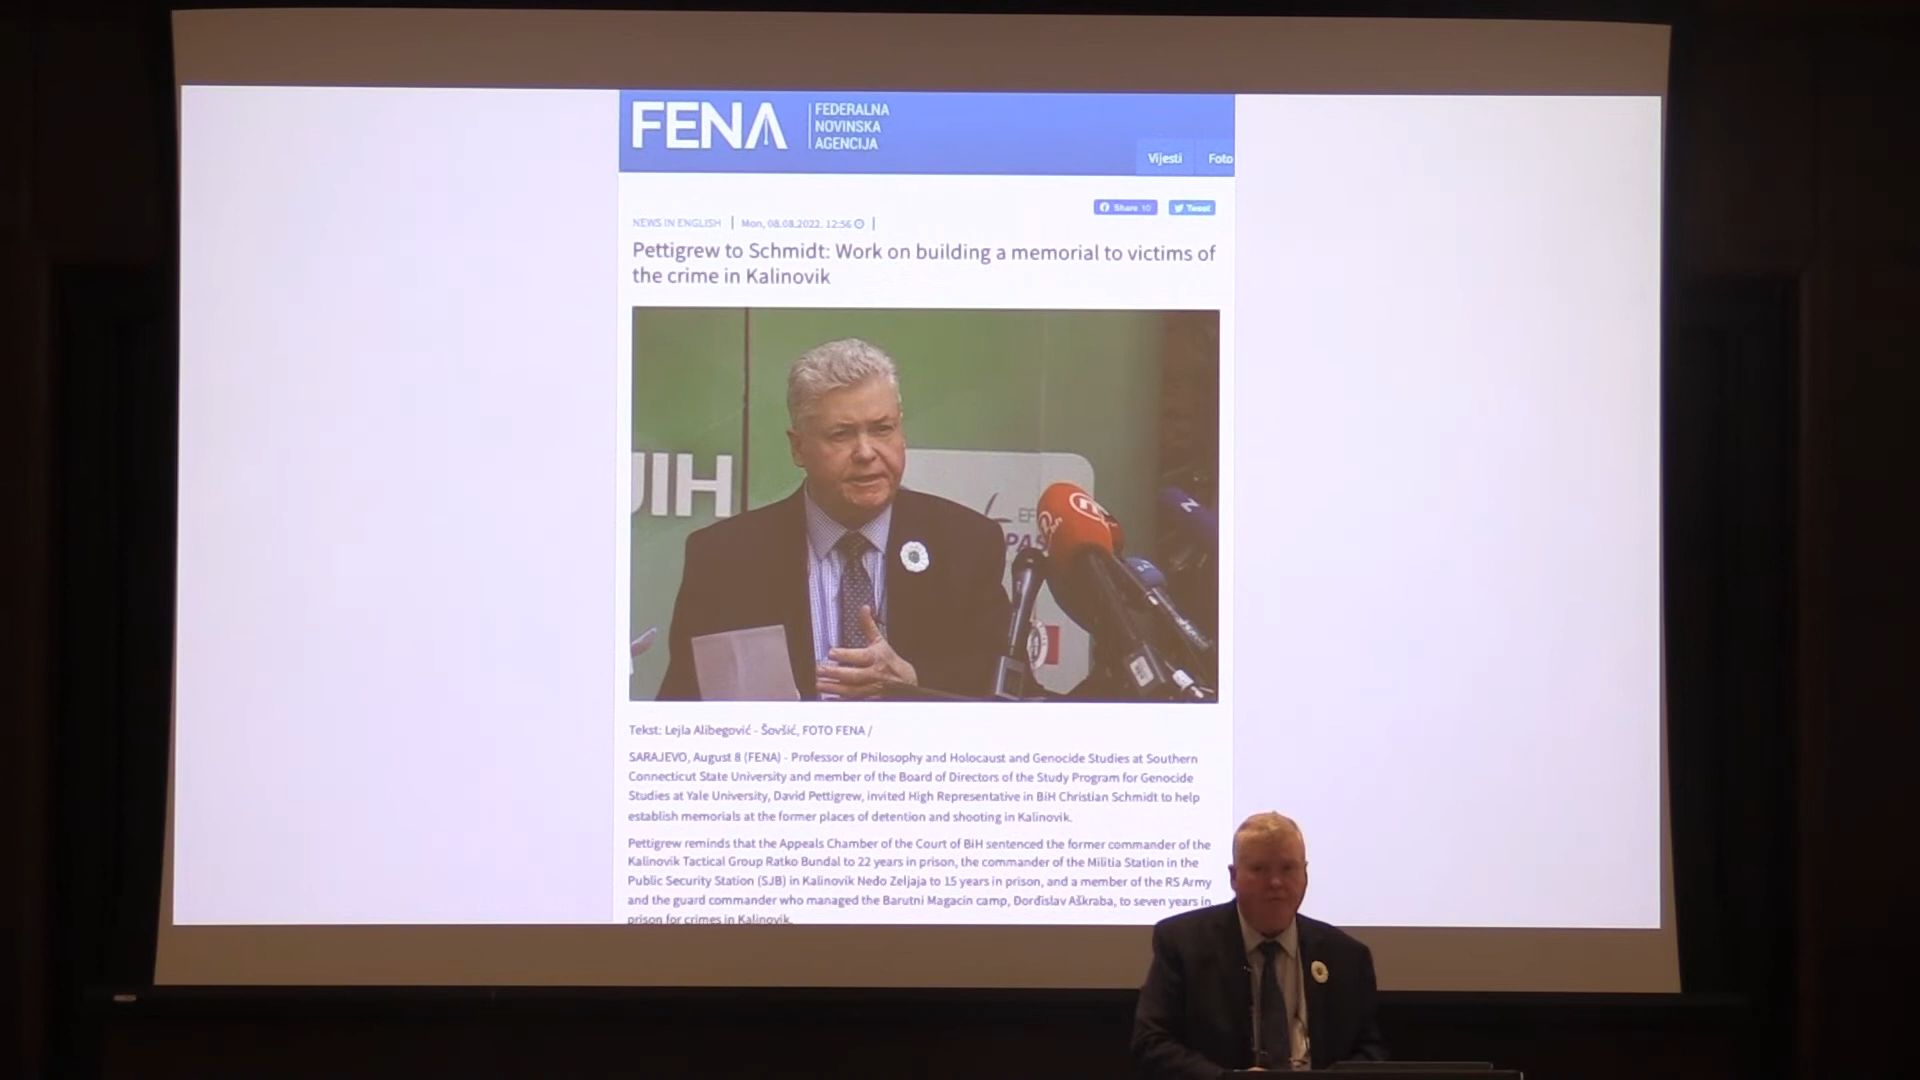 FENA
FEDERALNA
NOVINSKA
AGENCIJA
Vijesti Foto
Share 10 Tweet
NEWS IN ENGLISH | Mon, 08.08.2022. 12:56 |
Pettigrew to Schmidt: Work on building a memorial to victims of
the crime in Kalinovik
JIH
EF
PAS
N
Tekst: Lejla Alibegović - Šovšić, FOTO FENA /
SARAJEVO, August 8 (FENA) - Professor of Philosophy and Holocaust and Genocide Studies at Southern
Connecticut State University and member of the Board of Directors of the Study Program for Genocide
Studies at Yale University, David Pettigrew, invited High Representative in BiH Christian Schmidt to help
establish memorials at the former places of detention and shooting in Kalinovik.
Pettigrew reminds that the Appeals Chamber of the Court of BiH sentenced the former commander of the
Kalinovik Tactical Group Ratko Bundal to 22 years in prison, the commander of the Militia Station in the
Public Security Station (SJB) in Kalinovik Nedo Zeljaja to 15 years in prison, and a member of the RS Army
and the guard commander who managed the Barutni Magacin camp, Đorđislav Aškraba, to seven years in
prison for crimes in Kalinovik.